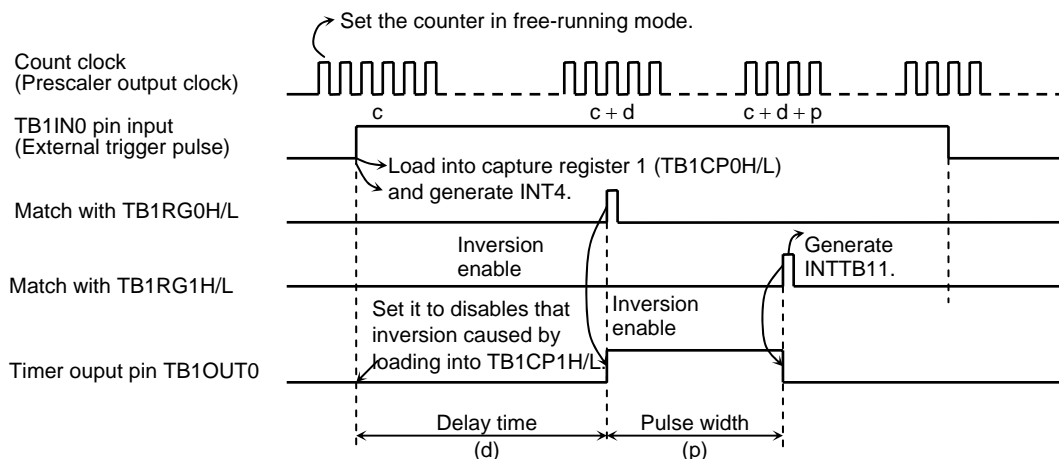 Set the counter in free-running mode.
Count clock
(Prescaler output clock)
c
c + d
c + d + p
TB1IN0 pin input
(External trigger pulse)
Load into capture register 1 (TB1CP0H/L)
and generate INT4.
Match with TB1RG0H/L
Inversion
enable
Generate
INTTB11.
Match with TB1RG1H/L
Set it to disables that
inversion caused by
loading into TB1CP1H/L.
Inversion
enable
Timer ouput pin TB1OUT0
Delay time
(d)
Pulse width
(p)